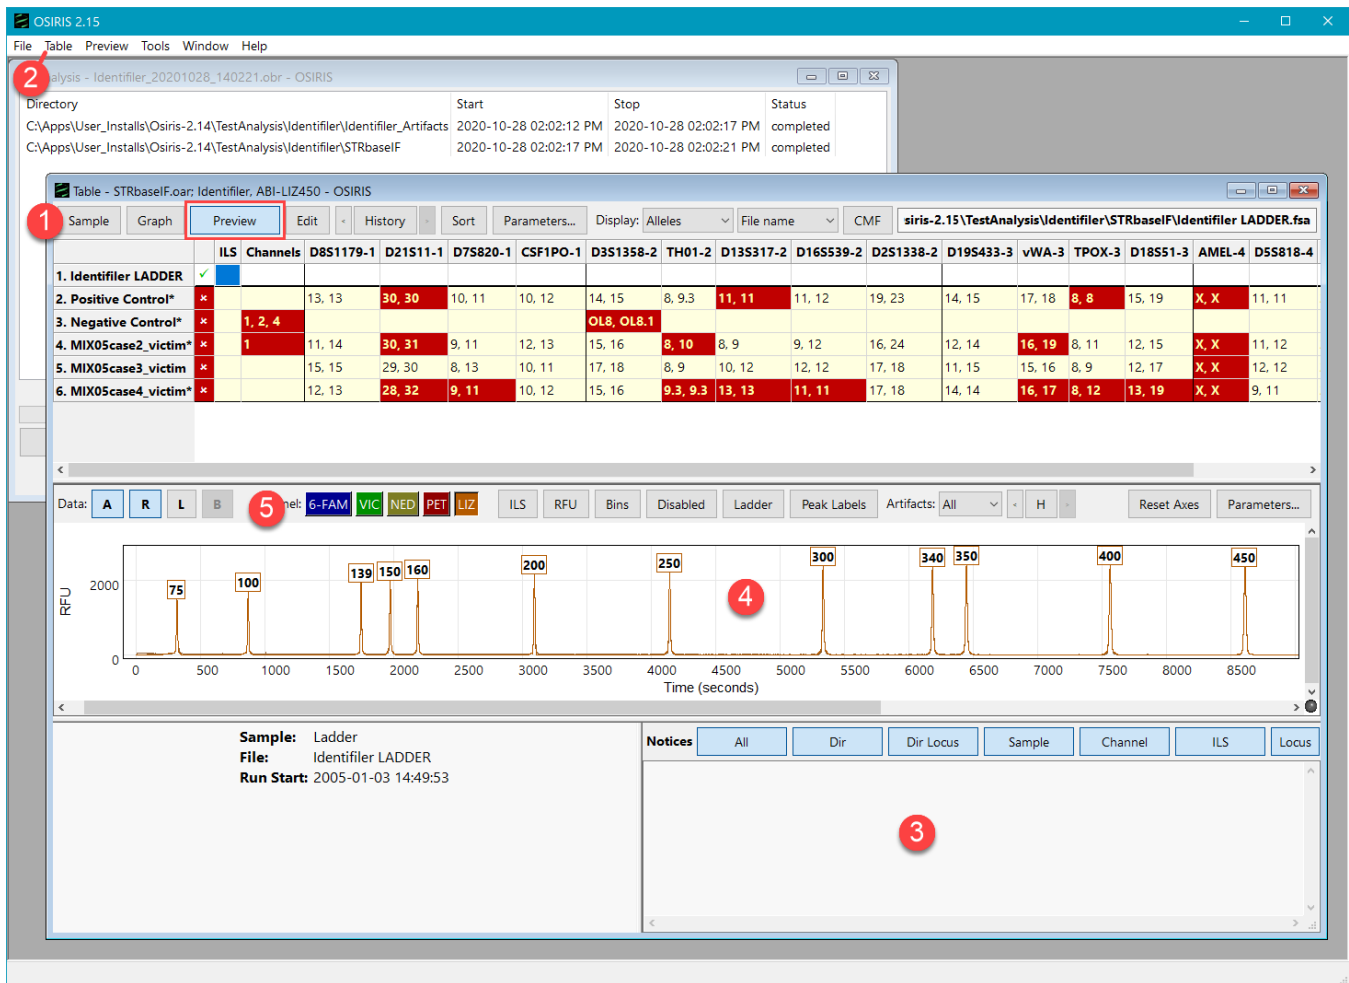 OSIRIS 2.15
File Table Preview Tools Window Help
2
alysis - Identifiler_20201028_140221.obr - OSIRIS
Directory Start Stop Status
C:\Apps\User_Installs\Osiris-2.14\TestAnalysis\Identifiler\Identifiler_Artifacts 2020-10-28 02:02:12 PM 2020-10-28 02:02:17 PM completed
C:\Apps\User_Installs\Osiris-2.14\TestAnalysis\Identifiler\STRbaseIF 2020-10-28 02:02:17 PM 2020-10-28 02:02:21 PM completed
Table - STRbaseIF.oar; Identifiler, ABI-LIZ450 - OSIRIS
1 Sample Graph Preview Edit < History > Sort Parameters... Display: Alleles File name CMF siris-2.15\TestAnalysis\Identifiler\STRbaseIF\Identifiler LADDER.fsa
ILS Channels D8S1179-1 D21S11-1 D7S820-1 CSF1PO-1 D3S1358-2 TH01-2 D13S317-2 D16S539-2 D2S1338-2 D19S433-3 vWA-3 TPOX-3 D18S51-3 AMEL-4 D5S818-4
1. Identifiler LADDER
2. Positive Control* 13, 13 30, 30 10, 11 10, 12 14, 15 8, 9.3 11, 11 11, 12 19, 23 14, 15 17, 18 8, 8 15, 19 X, X 11, 11
3. Negative Control* 1, 2, 4 OL8, OL8.1
4. MIX05case2_victim* 1 11, 14 30, 31 9, 11 12, 13 15, 16 8, 10 8, 9 9, 12 16, 24 12, 14 16, 19 8, 11 12, 15 X, X 11, 12
5. MIX05case3_victim 15, 15 29, 30 8, 13 10, 11 17, 18 8, 9 10, 12 12, 12 17, 18 11, 15 15, 16 8, 9 12, 17 X, X 12, 12
6. MIX05case4_victim* 12, 13 28, 32 9, 11 10, 12 15, 16 9.3, 9.3 13, 13 11, 11 17, 18 14, 14 16, 17 8, 12 13, 19 X, X 9, 11
Data: A R L B 5 nel: 6-FAM VIC NED PET LIZ ILS RFU Bins Disabled Ladder Peak Labels Artifacts: All < H > Reset Axes Parameters...
75 100 139 150 160 200 250 300 340 350 400 450
4
RFU
2000
0
0 500 1000 1500 2000 2500 3000 3500 4000 4500 5000 5500 6000 6500 7000 7500 8000 8500
Time (seconds)
Sample: Ladder
File: Identifiler LADDER
Run Start: 2005-01-03 14:49:53
Notices All Dir Dir Locus Sample Channel ILS Locus
3